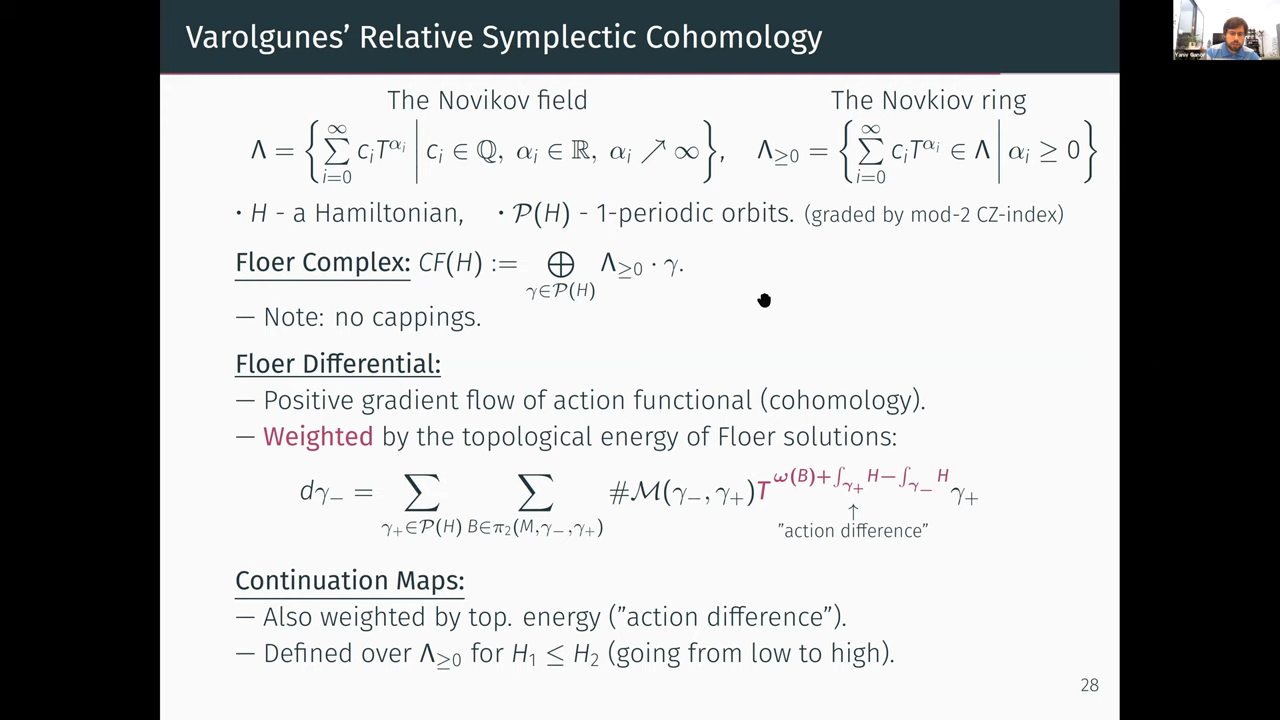 Varolgunes’ Relative Symplectic Cohomology
The Novikov field The Novkiov ring
Λ = { ∑_{i=0}^{∞} c_i T^{α_i} | c_i ∈ ℚ, α_i ∈ ℝ, α_i ↗ ∞ }, Λ_{≥0} = { ∑_{i=0}^{∞} c_i T^{α_i} ∈ Λ | α_i ≥ 0 }
· H - a Hamiltonian, · 𝒫(H) - 1-periodic orbits. (graded by mod-2 CZ-index)
Floer Complex: CF(H) := ⊕_{γ∈𝒫(H)} Λ_{≥0} · γ.
— Note: no cappings.
Floer Differential:
— Positive gradient flow of action functional (cohomology).
— Weighted by the topological energy of Floer solutions:
dγ_− = ∑_{γ_+∈𝒫(H)} ∑_{B∈π_2(M,γ_−,γ_+)} #ℳ(γ_−, γ_+) T^{ω(B)+∫_{γ_+} H−∫_{γ_−} H} γ_+
↑
”action difference”
Continuation Maps:
— Also weighted by top. energy (”action difference”).
— Defined over Λ_{≥0} for H_1 ≤ H_2 (going from low to high).
28